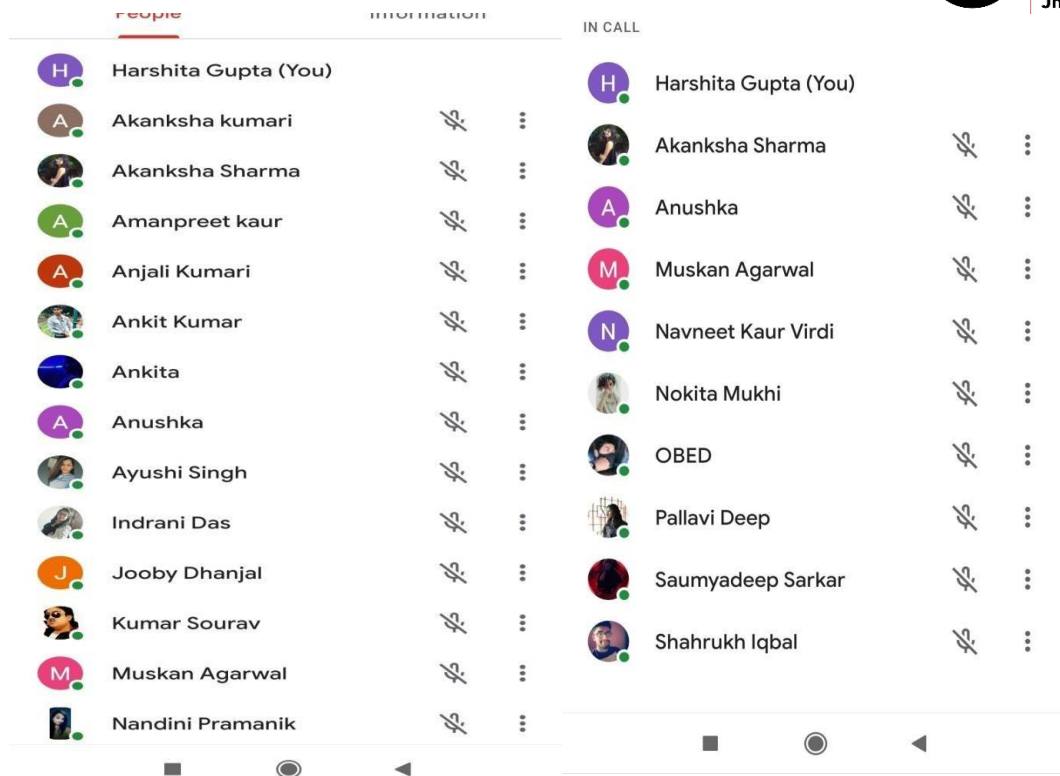 People
Information
H Harshita Gupta (You)
A Akanksha kumari
Akanksha Sharma
A Amanpreet kaur
A Anjali Kumari
Ankit Kumar
Ankita
A Anushka
Ayushi Singh
Indrani Das
J Jooby Dhanjal
Kumar Sourav
M Muskan Agarwal
Nandini Pramanik
IN CALL
H Harshita Gupta (You)
Akanksha Sharma
A Anushka
M Muskan Agarwal
N Navneet Kaur Virdi
Nokita Mukhi
OBED
Pallavi Deep
Saumyadeep Sarkar
Shahrukh Iqbal